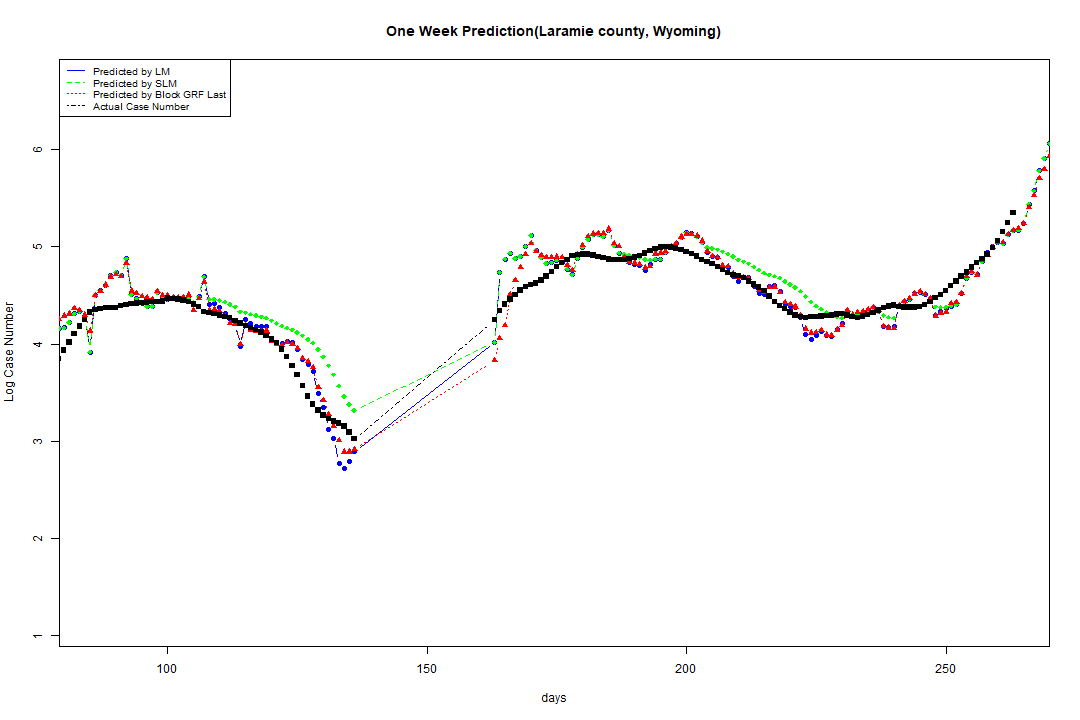 One Week Prediction(Laramie county, Wyoming)
Predicted by LM
Predicted by SLM
Predicted by Block GRF Last
Actual Case Number
6
5
4
3
2
1
Log Case Number
100 150 200 250
days